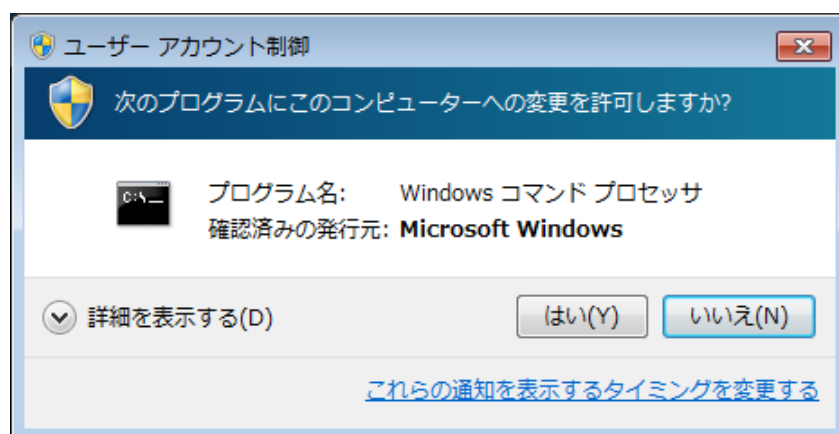 ユーザー アカウント制御
次のプログラムにこのコンピューターへの変更を許可しますか?
C:\_
プログラム名: Windows コマンド プロセッサ
確認済みの発行元: Microsoft Windows
詳細を表示する(D) はい(Y) いいえ(N)
これらの通知を表示するタイミングを変更する